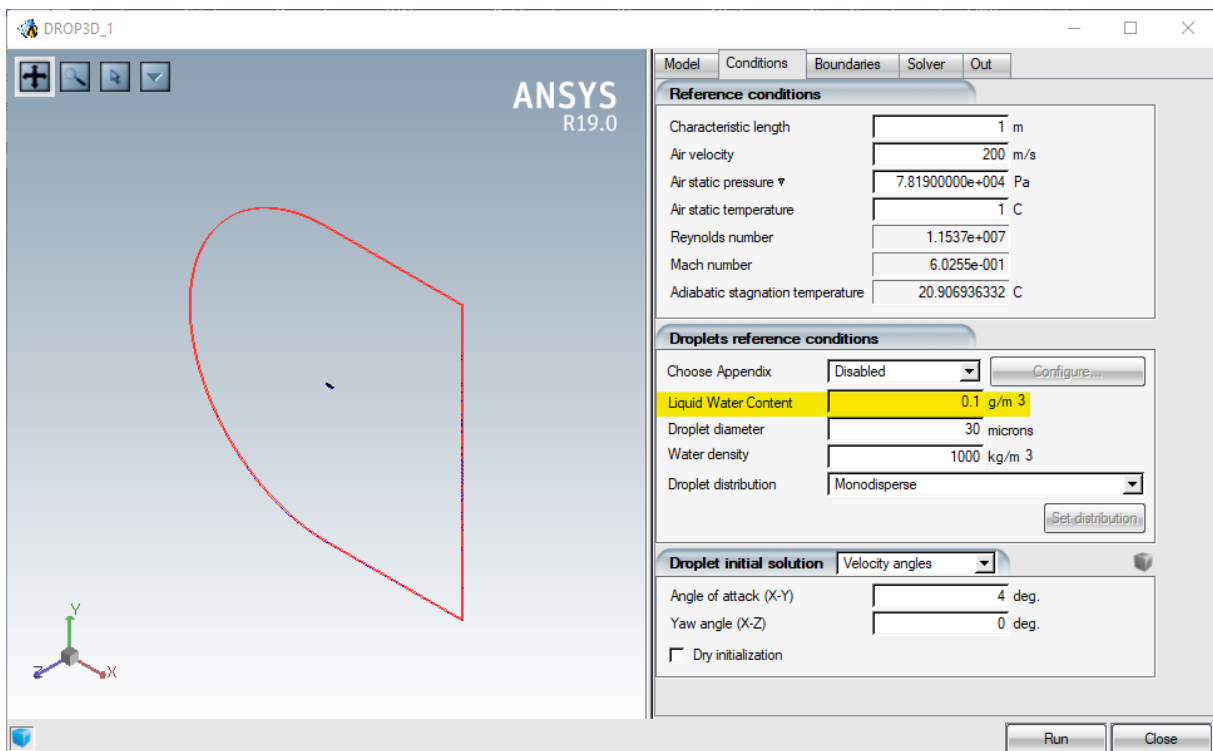 DROP3D_1
ANSYS
R19.0
Y
Z
X
Model Conditions Boundaries Solver Out
Reference conditions
Characteristic length 1 m
Air velocity 200 m/s
Air static pressure 7.81900000e+004 Pa
Air static temperature 1 C
Reynolds number 1.1537e+007
Mach number 6.0255e-001
Adiabatic stagnation temperature 20.906936332 C
Droplets reference conditions
Choose Appendix Disabled Configure...
Liquid Water Content 0.1 g/m 3
Droplet diameter 30 microns
Water density 1000 kg/m 3
Droplet distribution Monodisperse
Set distribution
Droplet initial solution Velocity angles
Angle of attack (X-Y) 4 deg.
Yaw angle (X-Z) 0 deg.
Dry initialization
Run Close